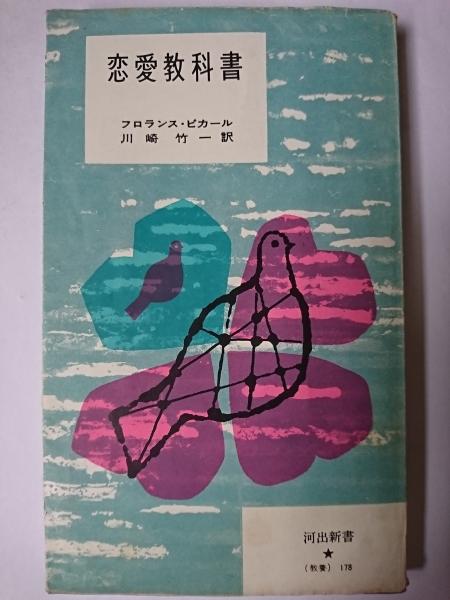 恋愛教科書
フロランス・ピカール
川崎竹一訳
河出新書
★
(教養) 178